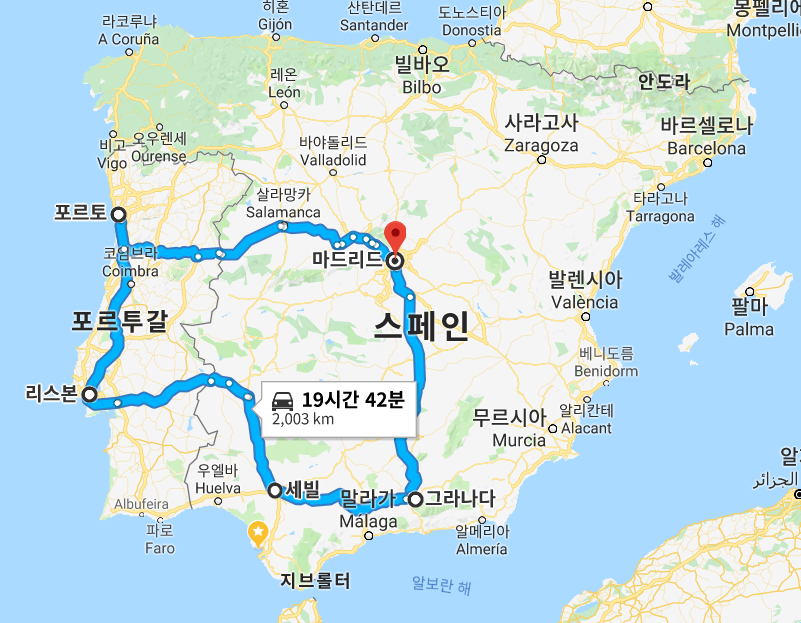 라코루냐
A Coruña
히혼
Gijón
산탄데르
Santander
도노스티아
Donostia
몽펠리에
Montpellie
빌바오
Bilbo
레온
León
안도라
비고
Vigo
오우렌세
Ourense
바야돌리드
Valladolid
사라고사
Zaragoza
바르셀로나
Barcelona
타라고나
Tarragona
살라망카
Salamanca
포르토
발레아레스 해
코임브라
Coimbra
마드리드
발렌시아
València
팔마
Palma
포르투갈
스페인
베니도름
Benidorm
리스본
19시간 42분
2,003 km
무르시아
Murcia
알리칸테
Alacant
우엘바
Huelva
세빌
말라가
Málaga
그라나다
알
الجزائر
Albufeira
파로
Faro
알메리아
Almería
지브롤터
알보란 해